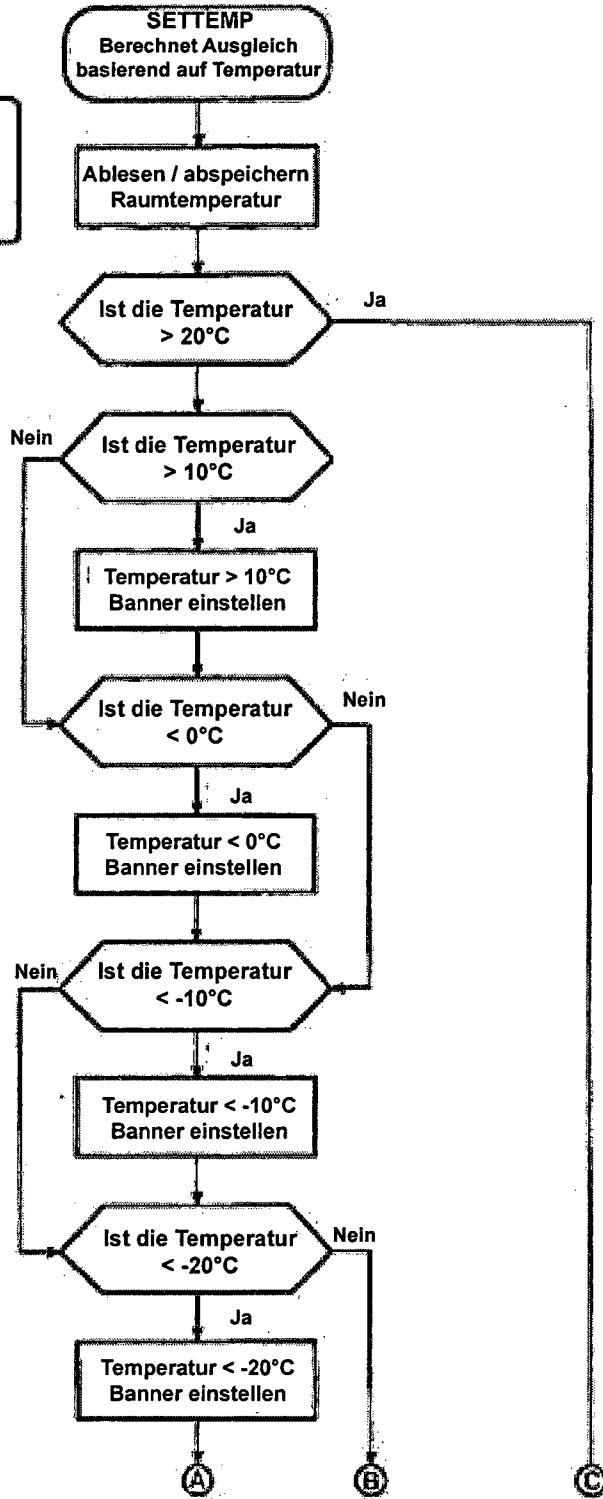 SETTEMP
Berechnet Ausgleich
basierend auf Temperatur
Ablesen / abspeichern
Raumtemperatur
Ist die Temperatur
> 20°C
Ja
Nein
Ist die Temperatur
> 10°C
Ja
Temperatur > 10°C
Banner einstellen
Ist die Temperatur
< 0°C
Nein
Ja
Temperatur < 0°C
Banner einstellen
Nein
Ist die Temperatur
< -10°C
Ja
Temperatur < -10°C
Banner einstellen
Ist die Temperatur
< -20°C
Nein
Ja
Temperatur < -20°C
Banner einstellen
A
B
C